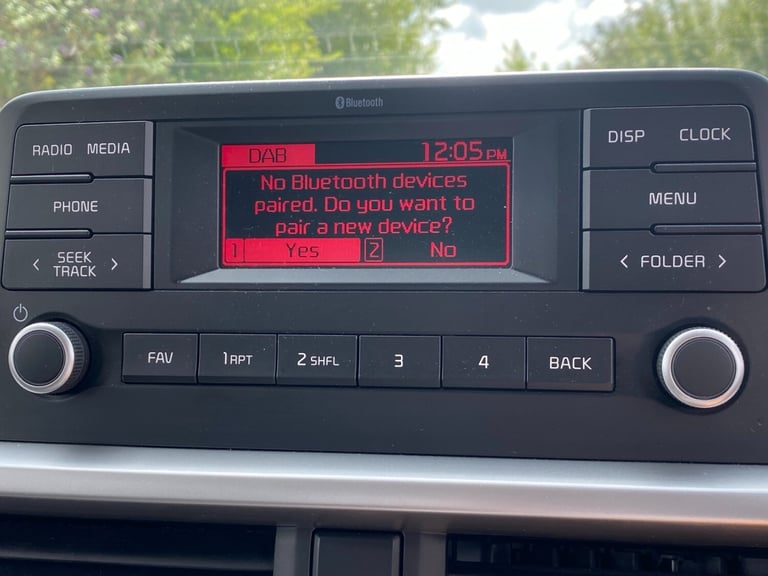 Bluetooth
RADIO MEDIA
PHONE
SEEK
TRACK
DAB 12:05 PM
No Bluetooth devices
paired. Do you want to
pair a new device?
1 Yes 2 No
DISP CLOCK
MENU
FOLDER
FAV
1 RPT
2 SHFL
3
4
BACK